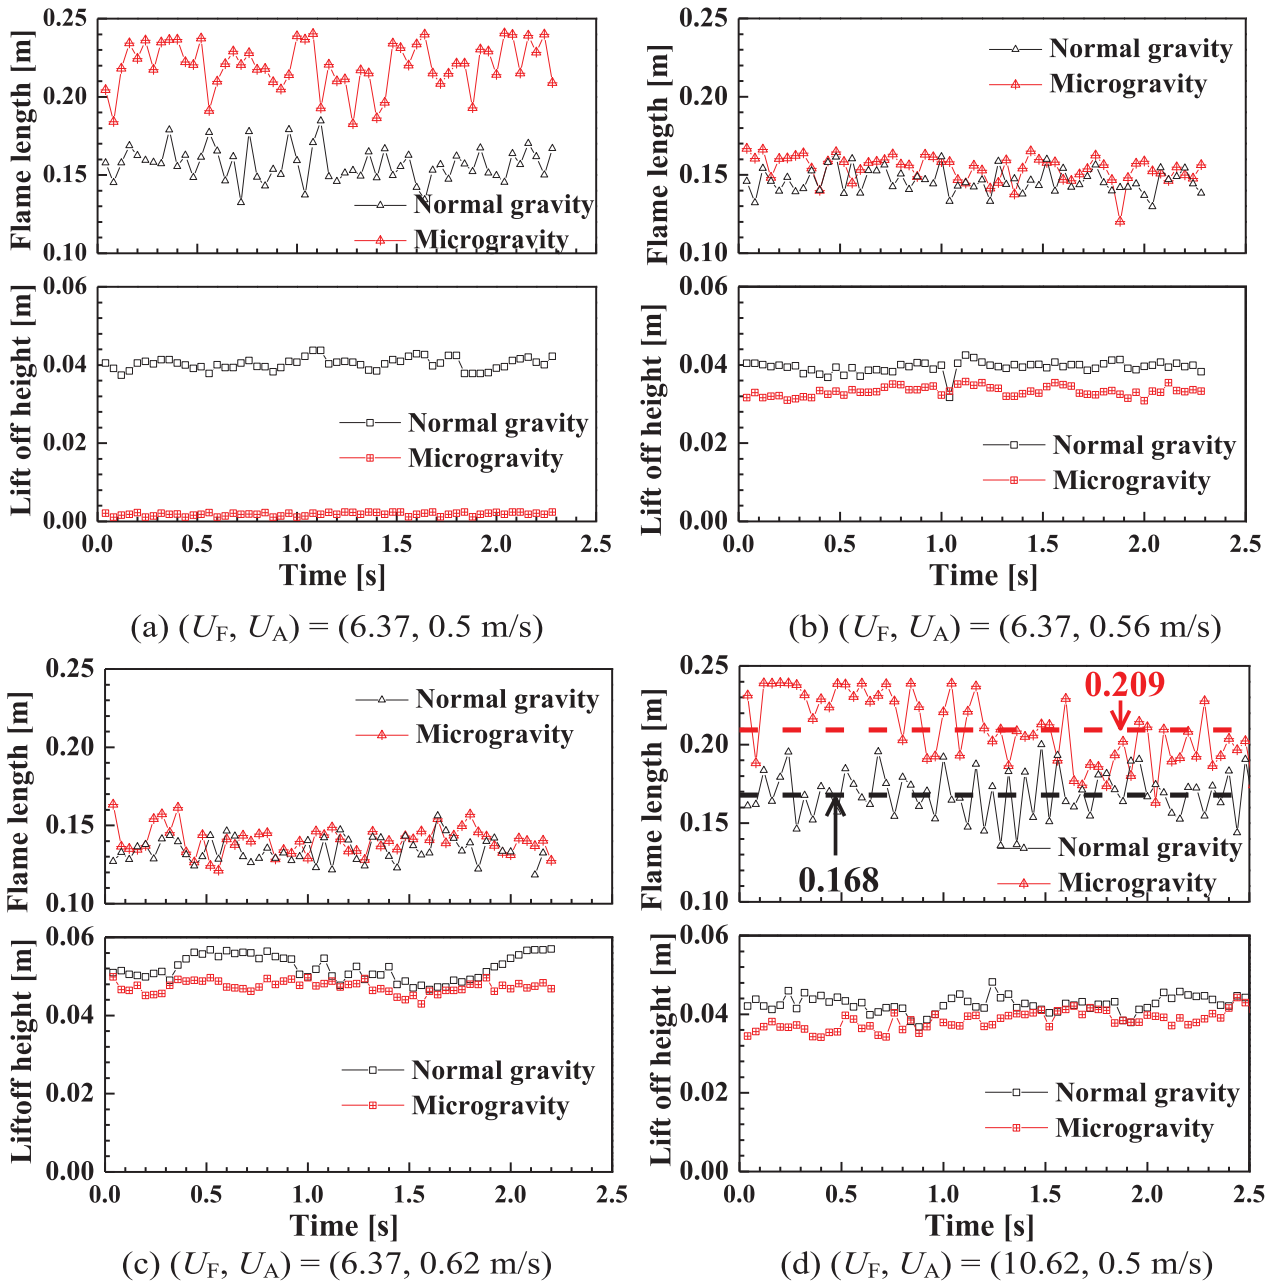 Flame length [m]
0.25
0.20
0.15
0.10
Normal gravity
Microgravity
Lift off height [m]
0.06
0.04
0.02
0.00
Normal gravity
Microgravity
0.0 0.5 1.0 1.5 2.0 2.5
Time [s]
(a) (U_F, U_A) = (6.37, 0.5 m/s)
Flame length [m]
0.25
0.20
0.15
0.10
Normal gravity
Microgravity
Lift off height [m]
0.06
0.04
0.02
0.00
Normal gravity
Microgravity
0.0 0.5 1.0 1.5 2.0 2.5
Time [s]
(b) (U_F, U_A) = (6.37, 0.56 m/s)
Flame length [m]
0.25
0.20
0.15
0.10
Normal gravity
Microgravity
Liftoff height [m]
0.06
0.04
0.02
0.00
Normal gravity
Microgravity
0.0 0.5 1.0 1.5 2.0 2.5
Time [s]
(c) (U_F, U_A) = (6.37, 0.62 m/s)
Flame length [m]
0.25
0.20
0.15
0.10
0.209
0.168
Normal gravity
Microgravity
Lift off height [m]
0.06
0.04
0.02
0.00
Normal gravity
Microgravity
0.0 0.5 1.0 1.5 2.0 2.5
Time [s]
(d) (U_F, U_A) = (10.62, 0.5 m/s)